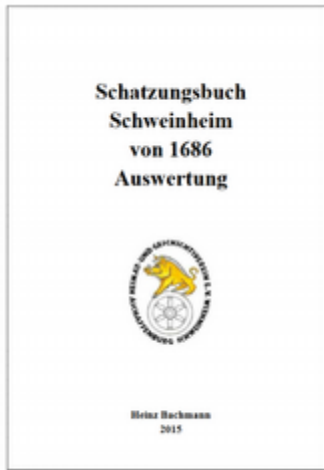 Schatzungsbuch
Schweinheim
von 1686
Auswertung
Heinz Bachmann
2015